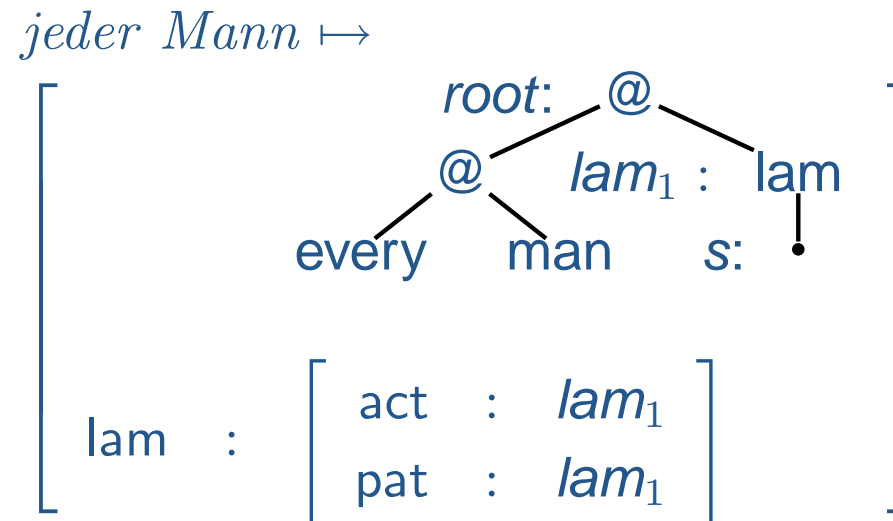 jeder Mann ↦
root: @
@ lam₁ : lam
every man s: •
lam : act : lam₁
pat : lam₁